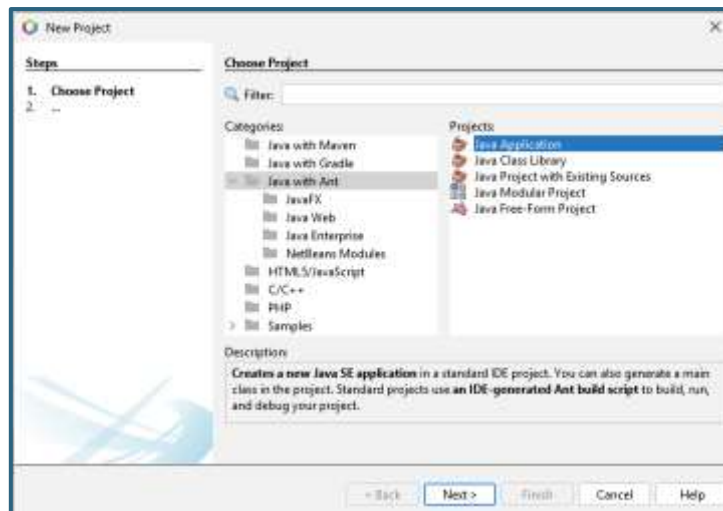 New Project
Steps
1. Choose Project
2. ...
Choose Project
Filter:
Categories:
Java with Maven
Java with Gradle
Java with Ant
JavaFX
Java Web
Java Enterprise
NetBeans Modules
HTML5/JavaScript
C/C++
PHP
Samples
Projects:
Java Application
Java Class Library
Java Project with Existing Sources
Java Modular Project
Java Free-Form Project
Description:
Creates a new Java SE application in a standard IDE project. You can also generate a main
class in the project. Standard projects use an IDE-generated Ant build script to build, run,
and debug your project.
< Back Next > Finish Cancel Help